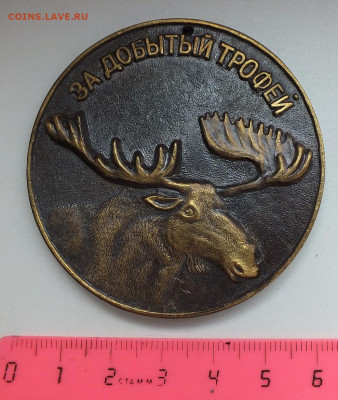 COINS.LAVE.RU
ЗА ДОБЫТЫЙ ТРОФЕЙ
0 1 2 3 4 5 6